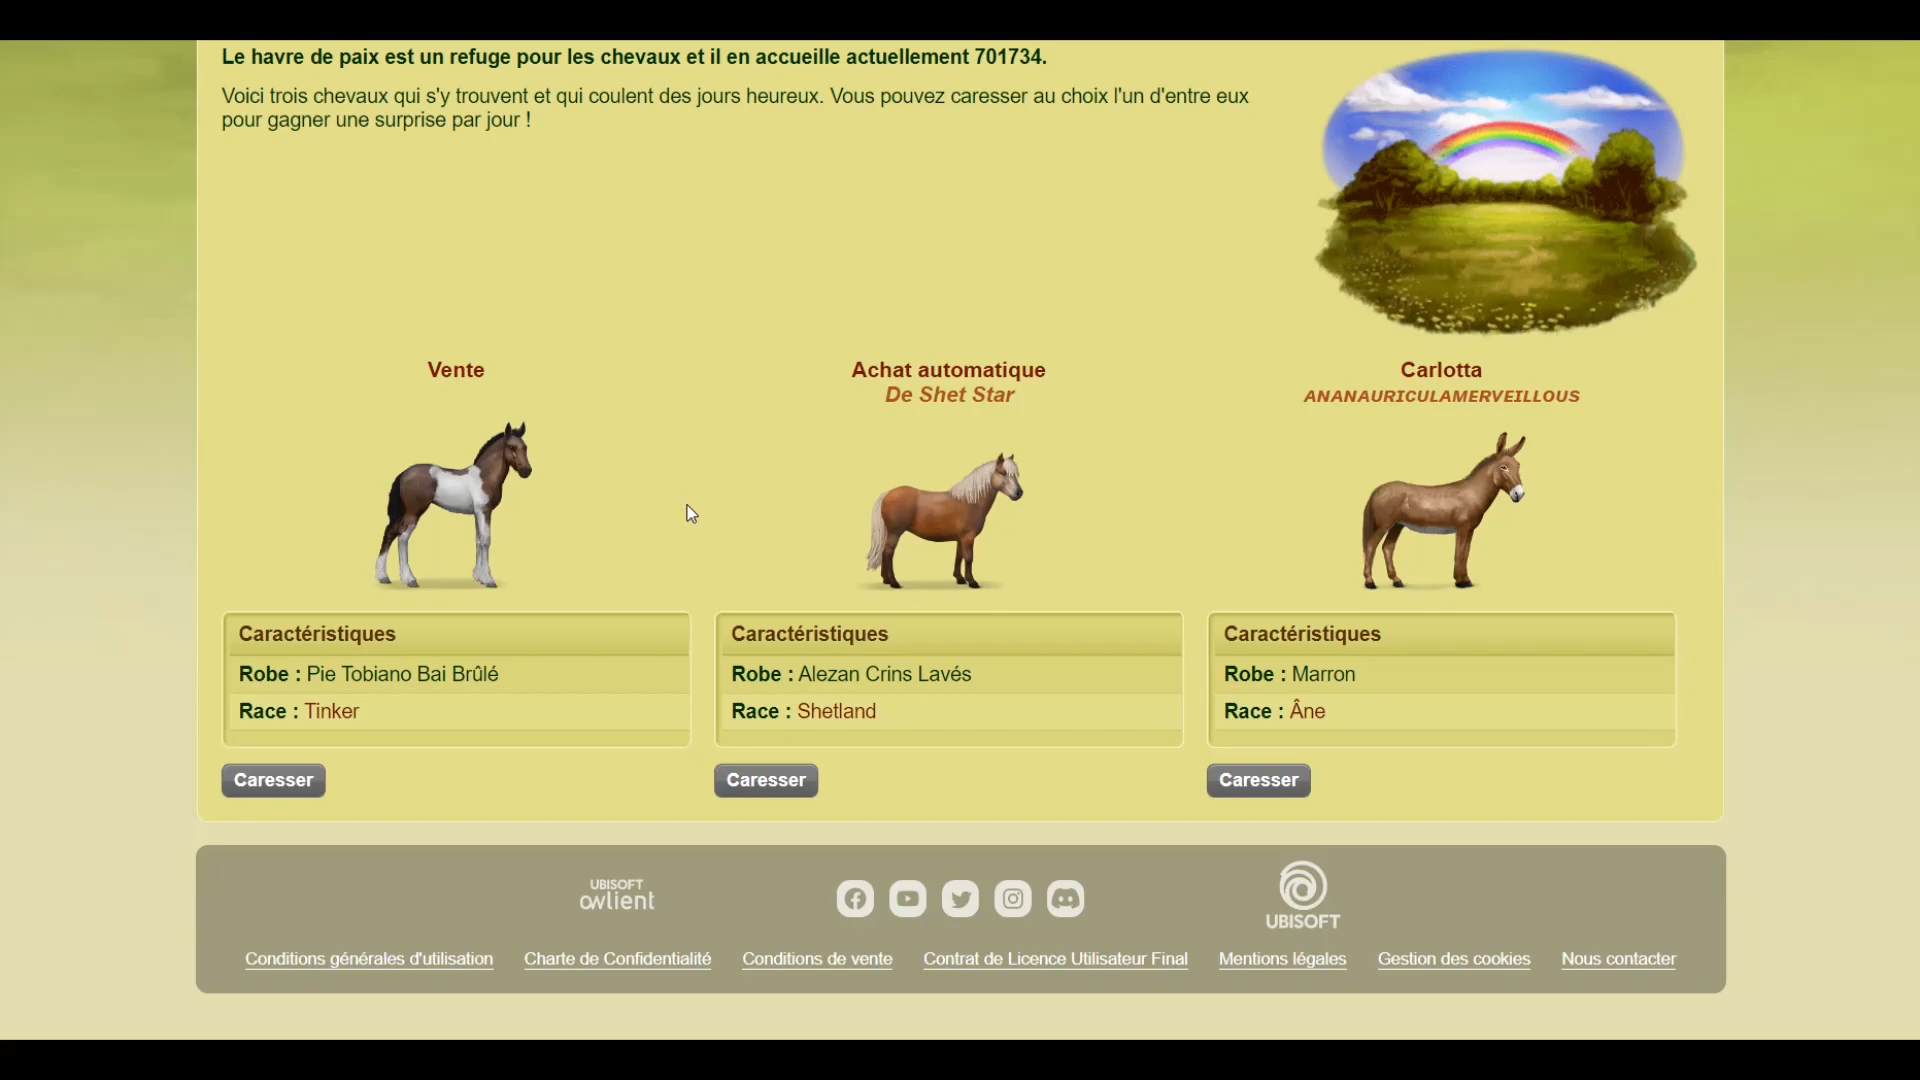 Le havre de paix est un refuge pour les chevaux et il en accueille actuellement 701734.
Voici trois chevaux qui s'y trouvent et qui coulent des jours heureux. Vous pouvez caresser au choix l'un d'entre eux
pour gagner une surprise par jour !
Vente
Achat automatique
De Shet Star
Carlotta
ANANAURICULAMERVEILLOUS
Caractéristiques
Robe : Pie Tobiano Bai Brûlé
Race : Tinker
Caresser
Caractéristiques
Robe : Alezan Crins Lavés
Race : Shetland
Caresser
Caractéristiques
Robe : Marron
Race : Âne
Caresser
UBISOFT
owlient
UBISOFT
Conditions générales d'utilisation
Charte de Confidentialité
Conditions de vente
Contrat de Licence Utilisateur Final
Mentions légales
Gestion des cookies
Nous contacter